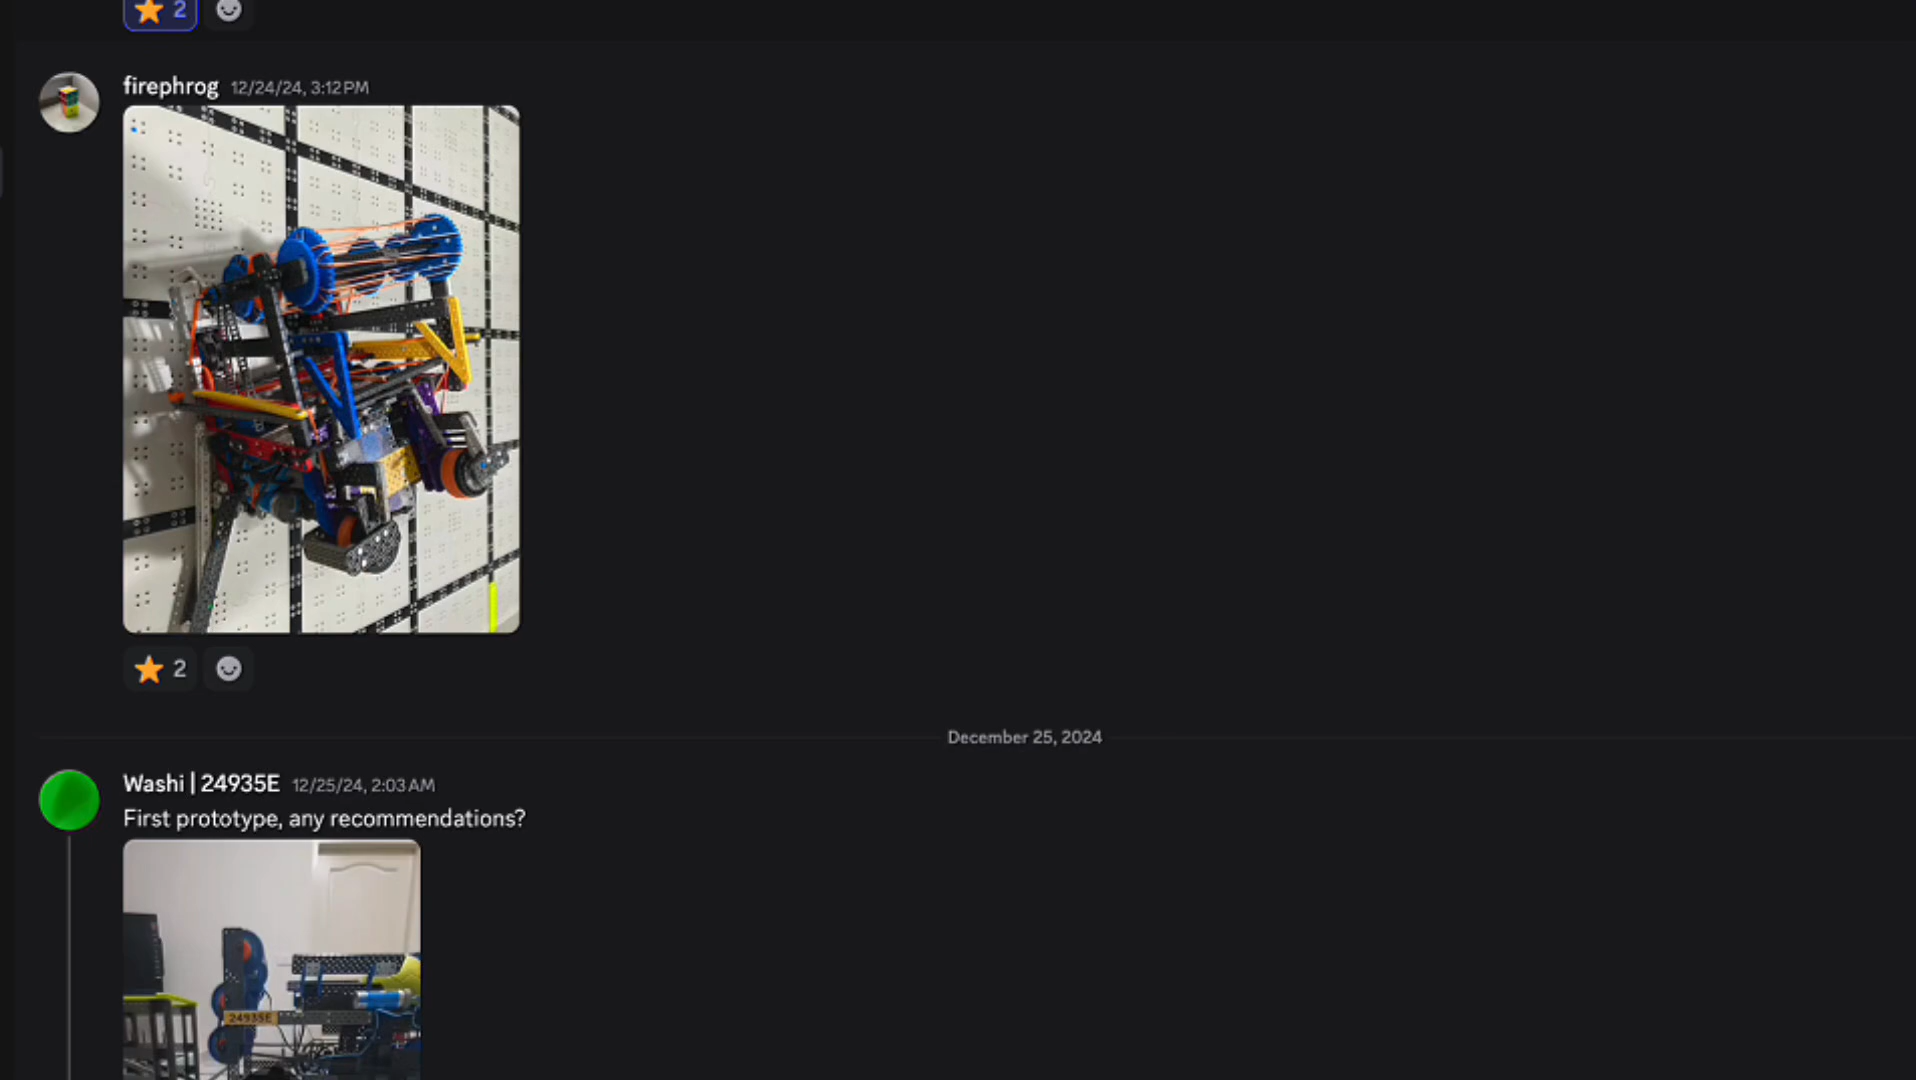 2
firephrog 12/24/24, 3:12 PM
2
December 25, 2024
Washi | 24935E 12/25/24, 2:03 AM
First prototype, any recommendations?
24935E